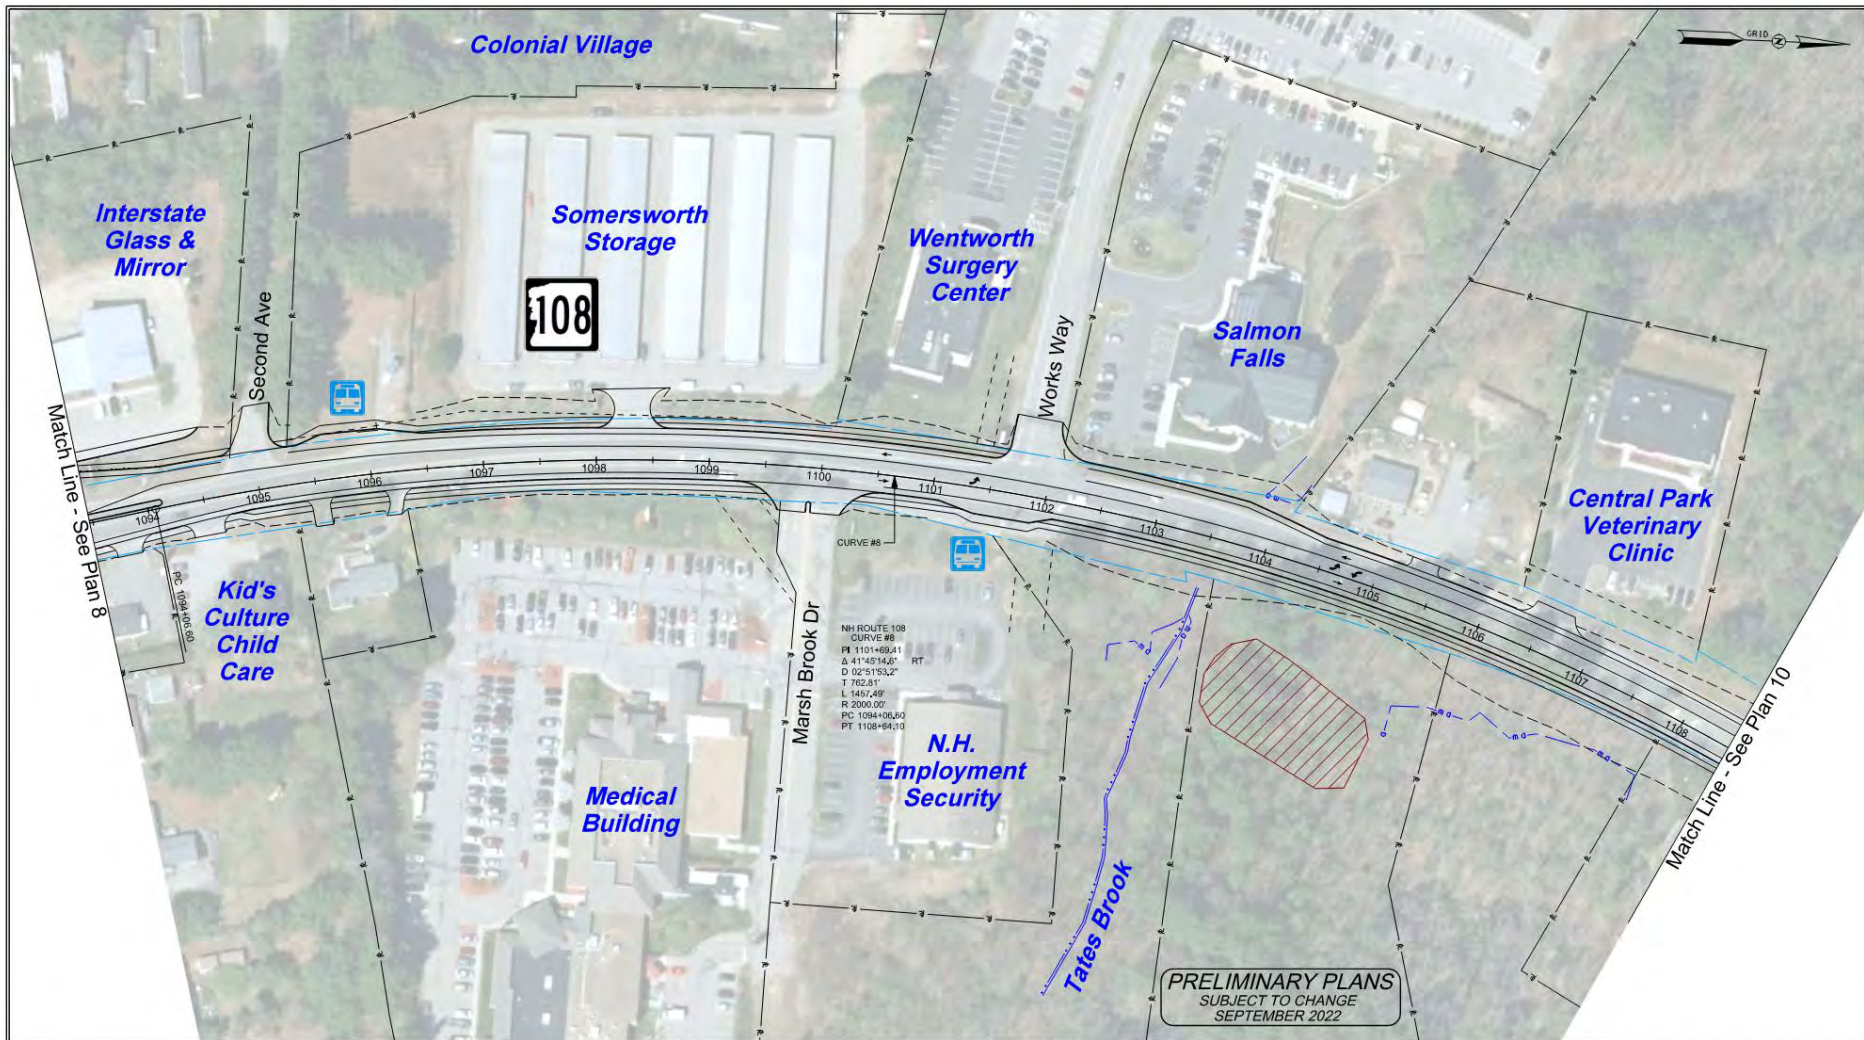 Colonial Village
GRID
N
Interstate
Glass &
Mirror
Somersworth
Storage
108
Wentworth
Surgery
Center
Salmon
Falls
Central Park
Veterinary
Clinic
Second Ave
Works Way
Match Line - See Plan 8
1094
1095
1096
1097
1098
1099
1100
1101
1102
1103
1104
1105
1106
1107
1108
Match Line - See Plan 10
PC 1094+06.60
CURVE #8
Kid's
Culture
Child
Care
Medical
Building
Marsh Brook Dr
NH ROUTE 108
CURVE #8
PI 1101+69.41
Δ 41°45'14.6" RT
D 02°51'53.2"
T 762.81'
L 1457.49'
R 2000.00'
PC 1094+06.60
PT 1108+64.10
N.H.
Employment
Security
Tates Brook
PRELIMINARY PLANS
SUBJECT TO CHANGE
SEPTEMBER 2022